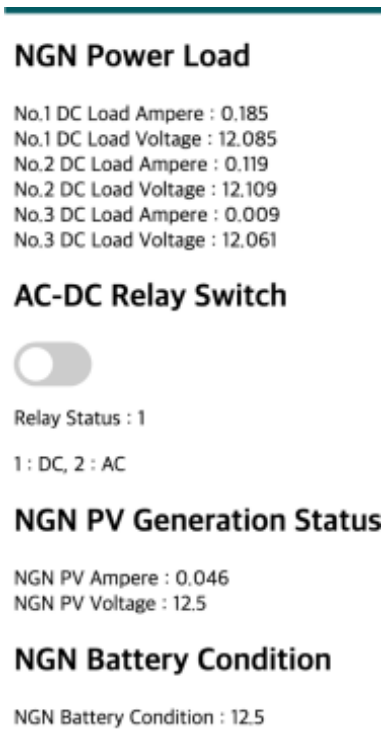 NGN Power Load
No.1 DC Load Ampere : 0.185
No.1 DC Load Voltage : 12.085
No.2 DC Load Ampere : 0.119
No.2 DC Load Voltage : 12.109
No.3 DC Load Ampere : 0.009
No.3 DC Load Voltage : 12.061
AC-DC Relay Switch
Relay Status : 1
1 : DC, 2 : AC
NGN PV Generation Status
NGN PV Ampere : 0.046
NGN PV Voltage : 12.5
NGN Battery Condition
NGN Battery Condition : 12.5